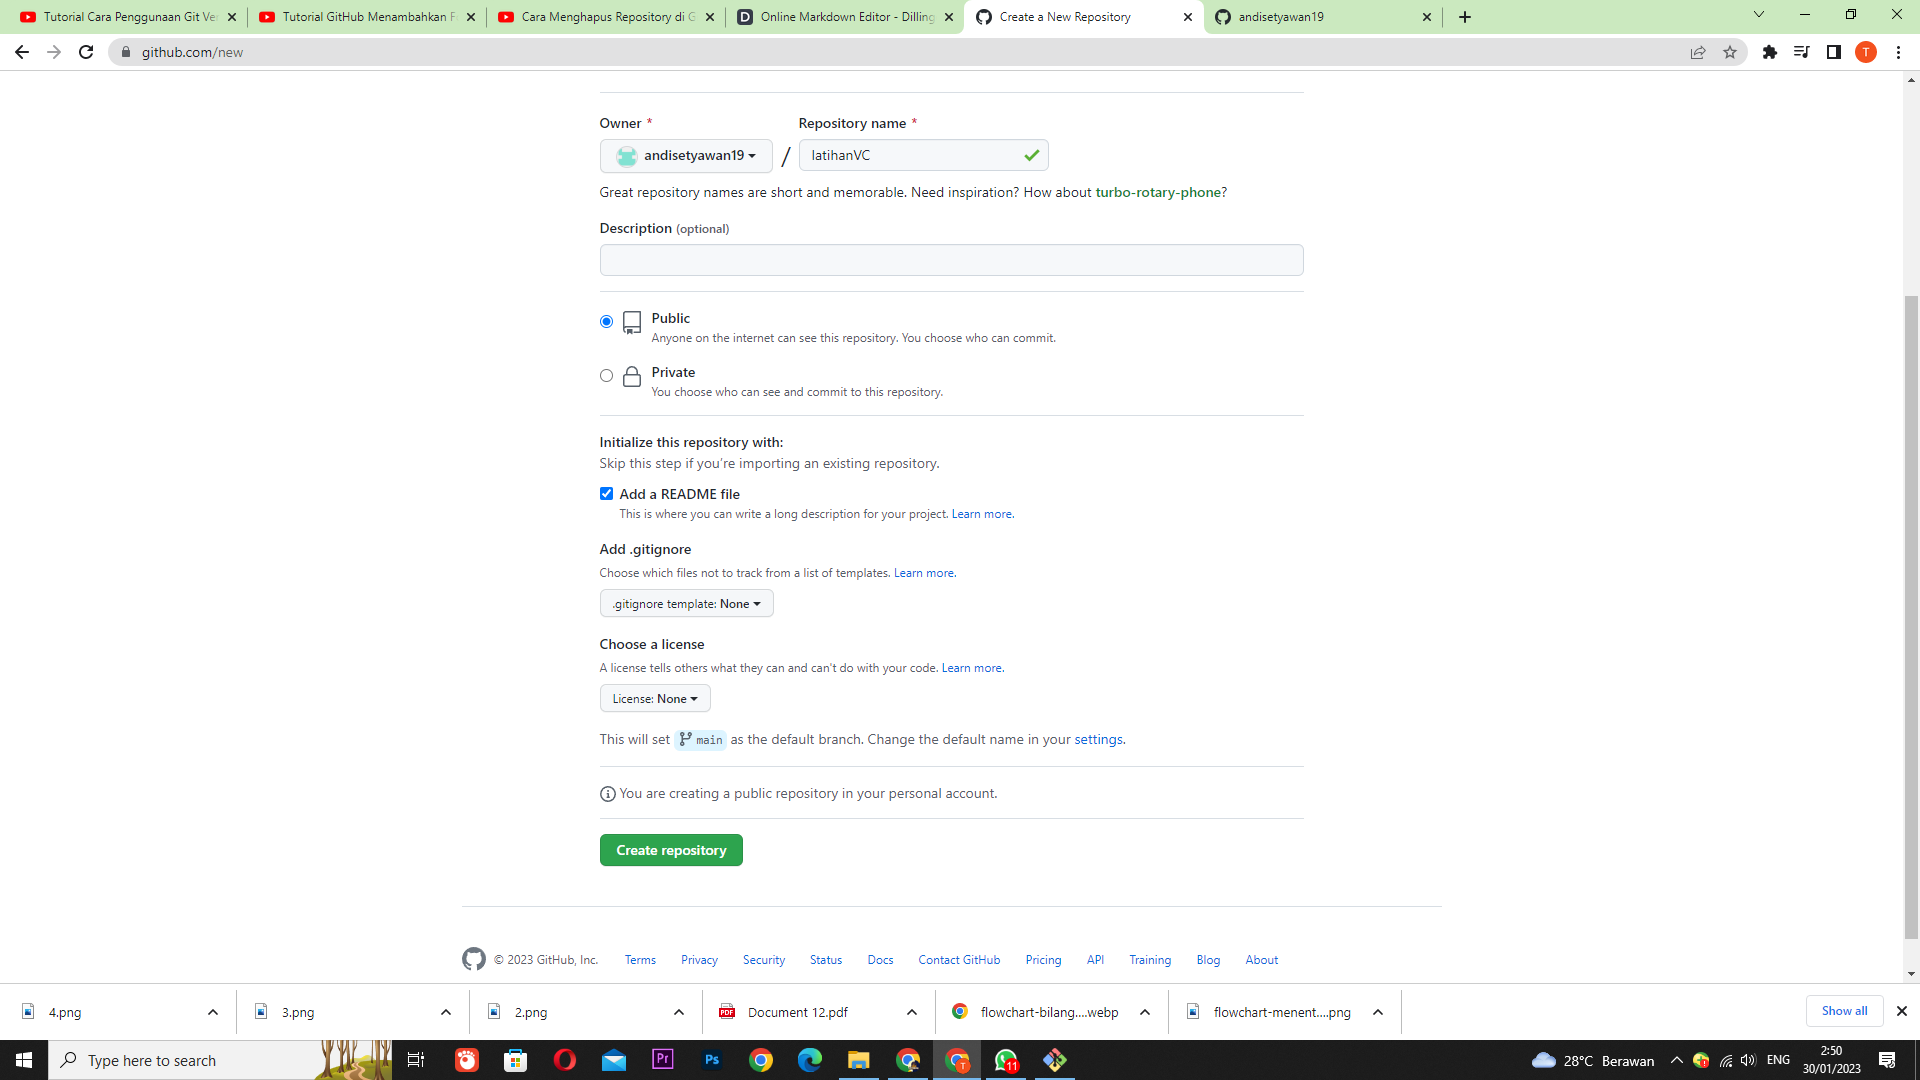 Tutorial Cara Penggunaan Git Ve
Tutorial GitHub Menambahkan F
Cara Menghapus Repository di G
Online Markdown Editor - Dilling
Create a New Repository
andisetyawan19
github.com/new
T
Owner *
Repository name *
andisetyawan19
/
latihanVC
Great repository names are short and memorable. Need inspiration? How about turbo-rotary-phone?
Description (optional)
Public
Anyone on the internet can see this repository. You choose who can commit.
Private
You choose who can see and commit to this repository.
Initialize this repository with:
Skip this step if you're importing an existing repository.
Add a README file
This is where you can write a long description for your project. Learn more.
Add .gitignore
Choose which files not to track from a list of templates. Learn more.
.gitignore template: None
Choose a license
A license tells others what they can and can't do with your code. Learn more.
License: None
This will set main as the default branch. Change the default name in your settings.
You are creating a public repository in your personal account.
Create repository
© 2023 GitHub, Inc. Terms Privacy Security Status Docs Contact GitHub Pricing API Training Blog About
4.png
3.png
2.png
Document 12.pdf
flowchart-bilang....webp
flowchart-menent....png
Show all
Type here to search
Pr
Ps
11
28°C Berawan
ENG
2:50
30/01/2023